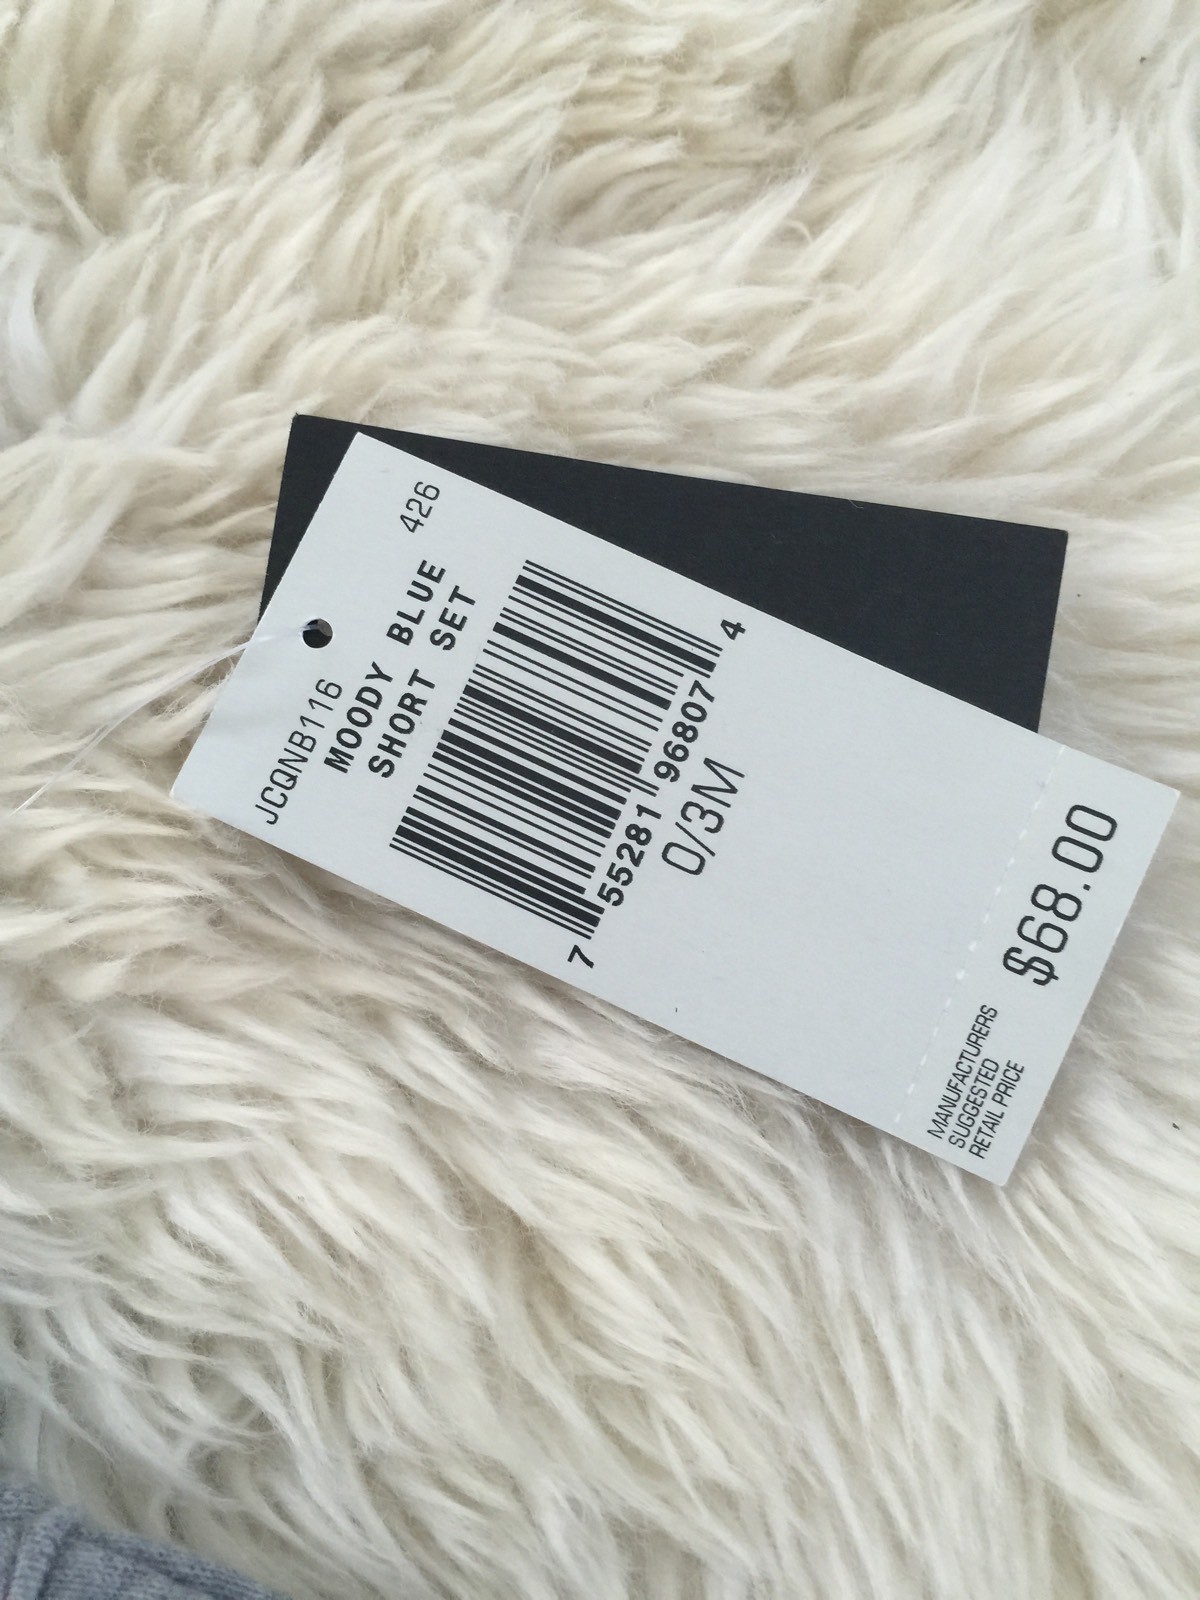 JCQNB116 426
MOODY BLUE
SHORT SET
7 55281 96807 4
0/3M
MANUFACTURERS
SUGGESTED
RETAIL PRICE
$68.00